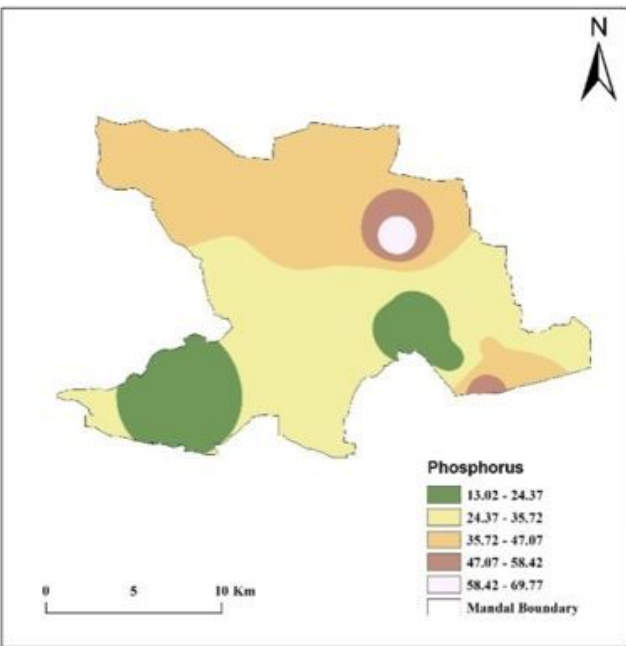 N
Phosphorus
13.02 - 24.37
24.37 - 35.72
35.72 - 47.07
47.07 - 58.42
58.42 - 69.77
Mandal Boundary
0 5 10 Km